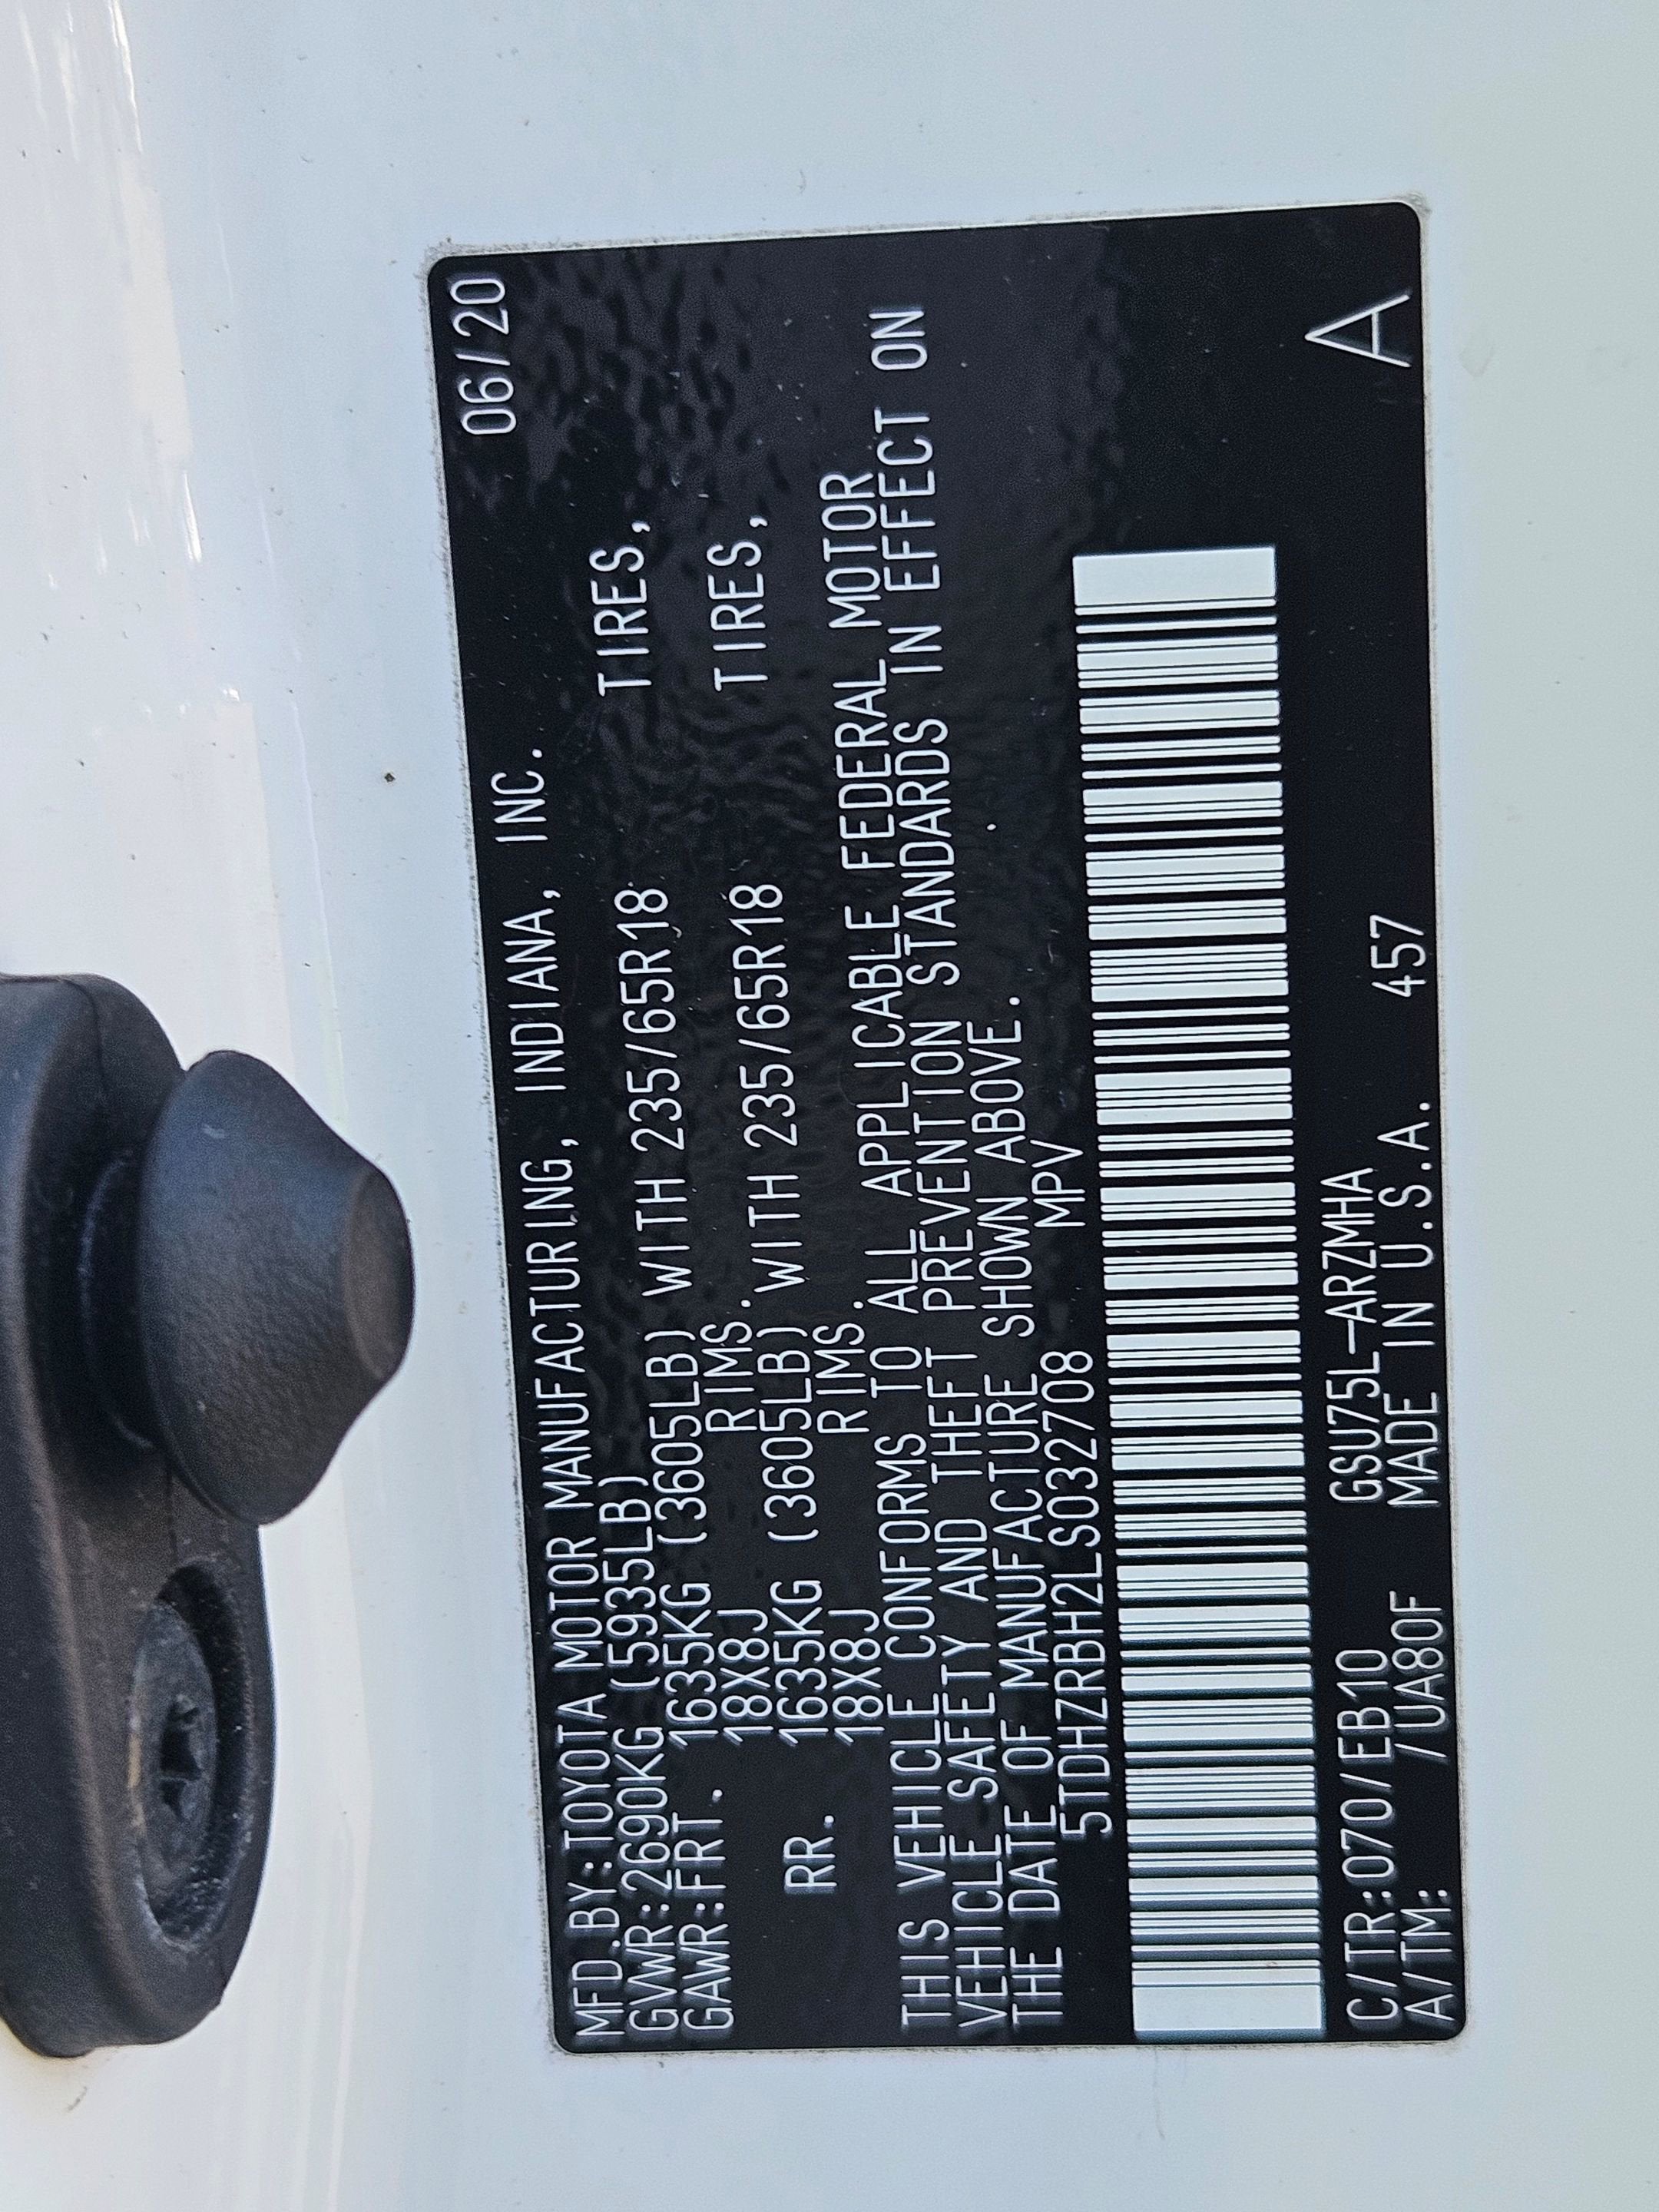 MFD.BY:TOYOTA MOTOR MANUFACTURING, INDIANA, INC. 06/20
GVWR:2690KG (5935LB)
GAWR:FRT. 1635KG (3605LB) WITH 235/65R18 TIRES,
18X8J RIMS.
RR. 1635KG (3605LB) WITH 235/65R18 TIRES,
18X8J RIMS.
THIS VEHICLE CONFORMS TO ALL APPLICABLE FEDERAL MOTOR
VEHICLE SAFETY AND THEFT PREVENTION STANDARDS IN EFFECT ON
THE DATE OF MANUFACTURE SHOWN ABOVE.
5TDHZRBH2LS032708 MPV
C/TR:070/EB10 GSU75L-ARZMHA
A/TM: /UA80F MADE IN U.S.A. 457 A